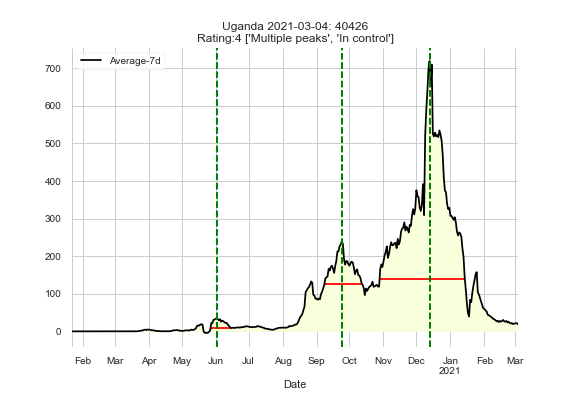 Uganda 2021-03-04: 40426
Rating:4 ['Multiple peaks', 'In control']
Average-7d
700
600
500
400
300
200
100
0
Feb Mar Apr May Jun Jul Aug Sep Oct Nov Dec Jan Feb Mar
2021
Date